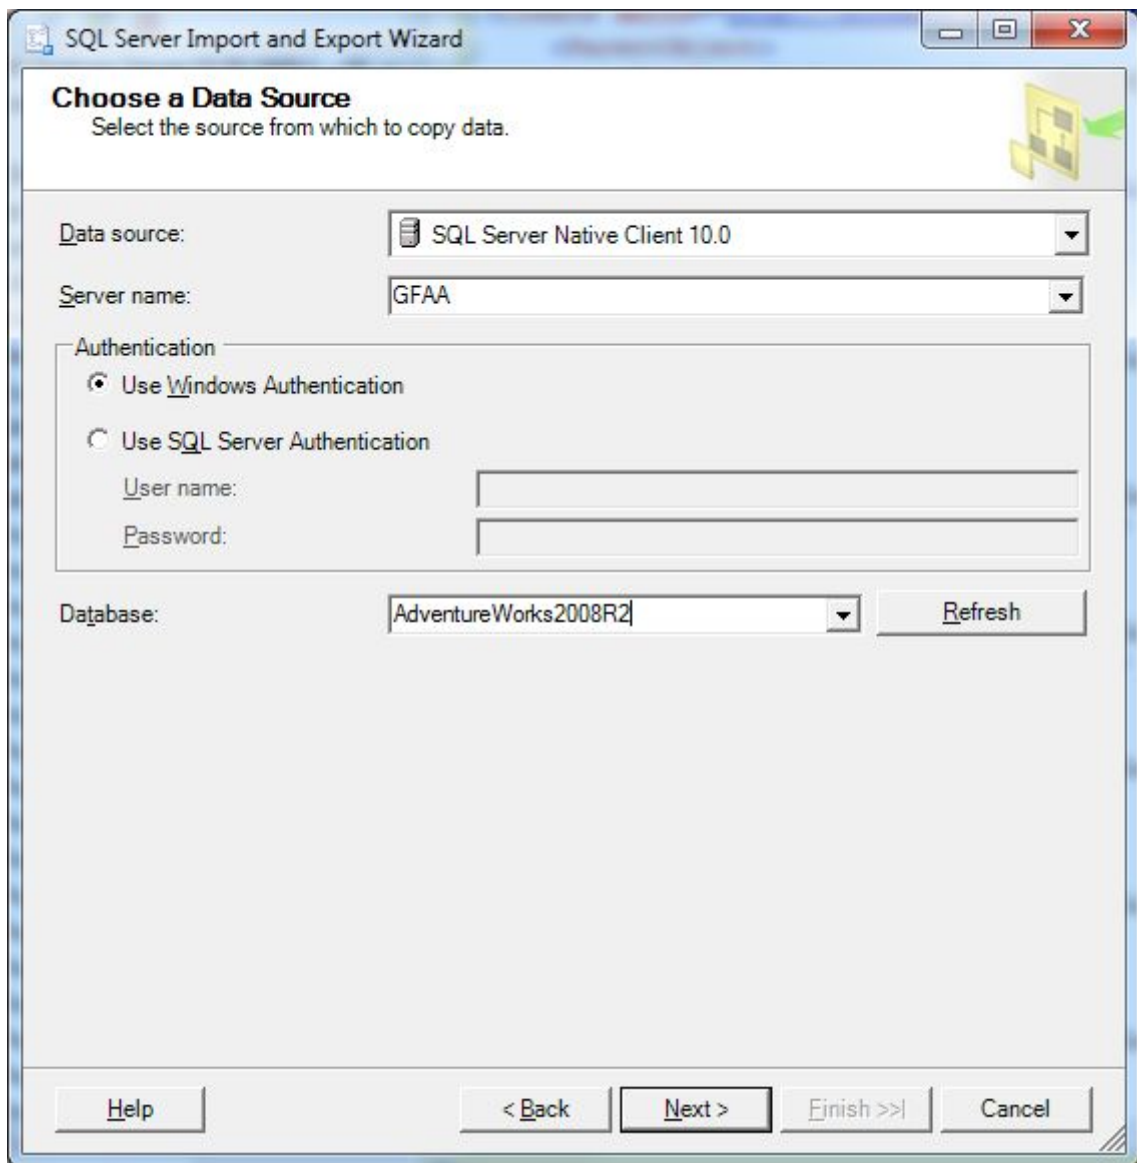 SQL Server Import and Export Wizard
Choose a Data Source
Select the source from which to copy data.
Data source:
SQL Server Native Client 10.0
Server name:
GFAA
Authentication
Use Windows Authentication
Use SQL Server Authentication
User name:
Password:
Database:
AdventureWorks2008R2
Refresh
Help
< Back
Next >
Finish >>|
Cancel